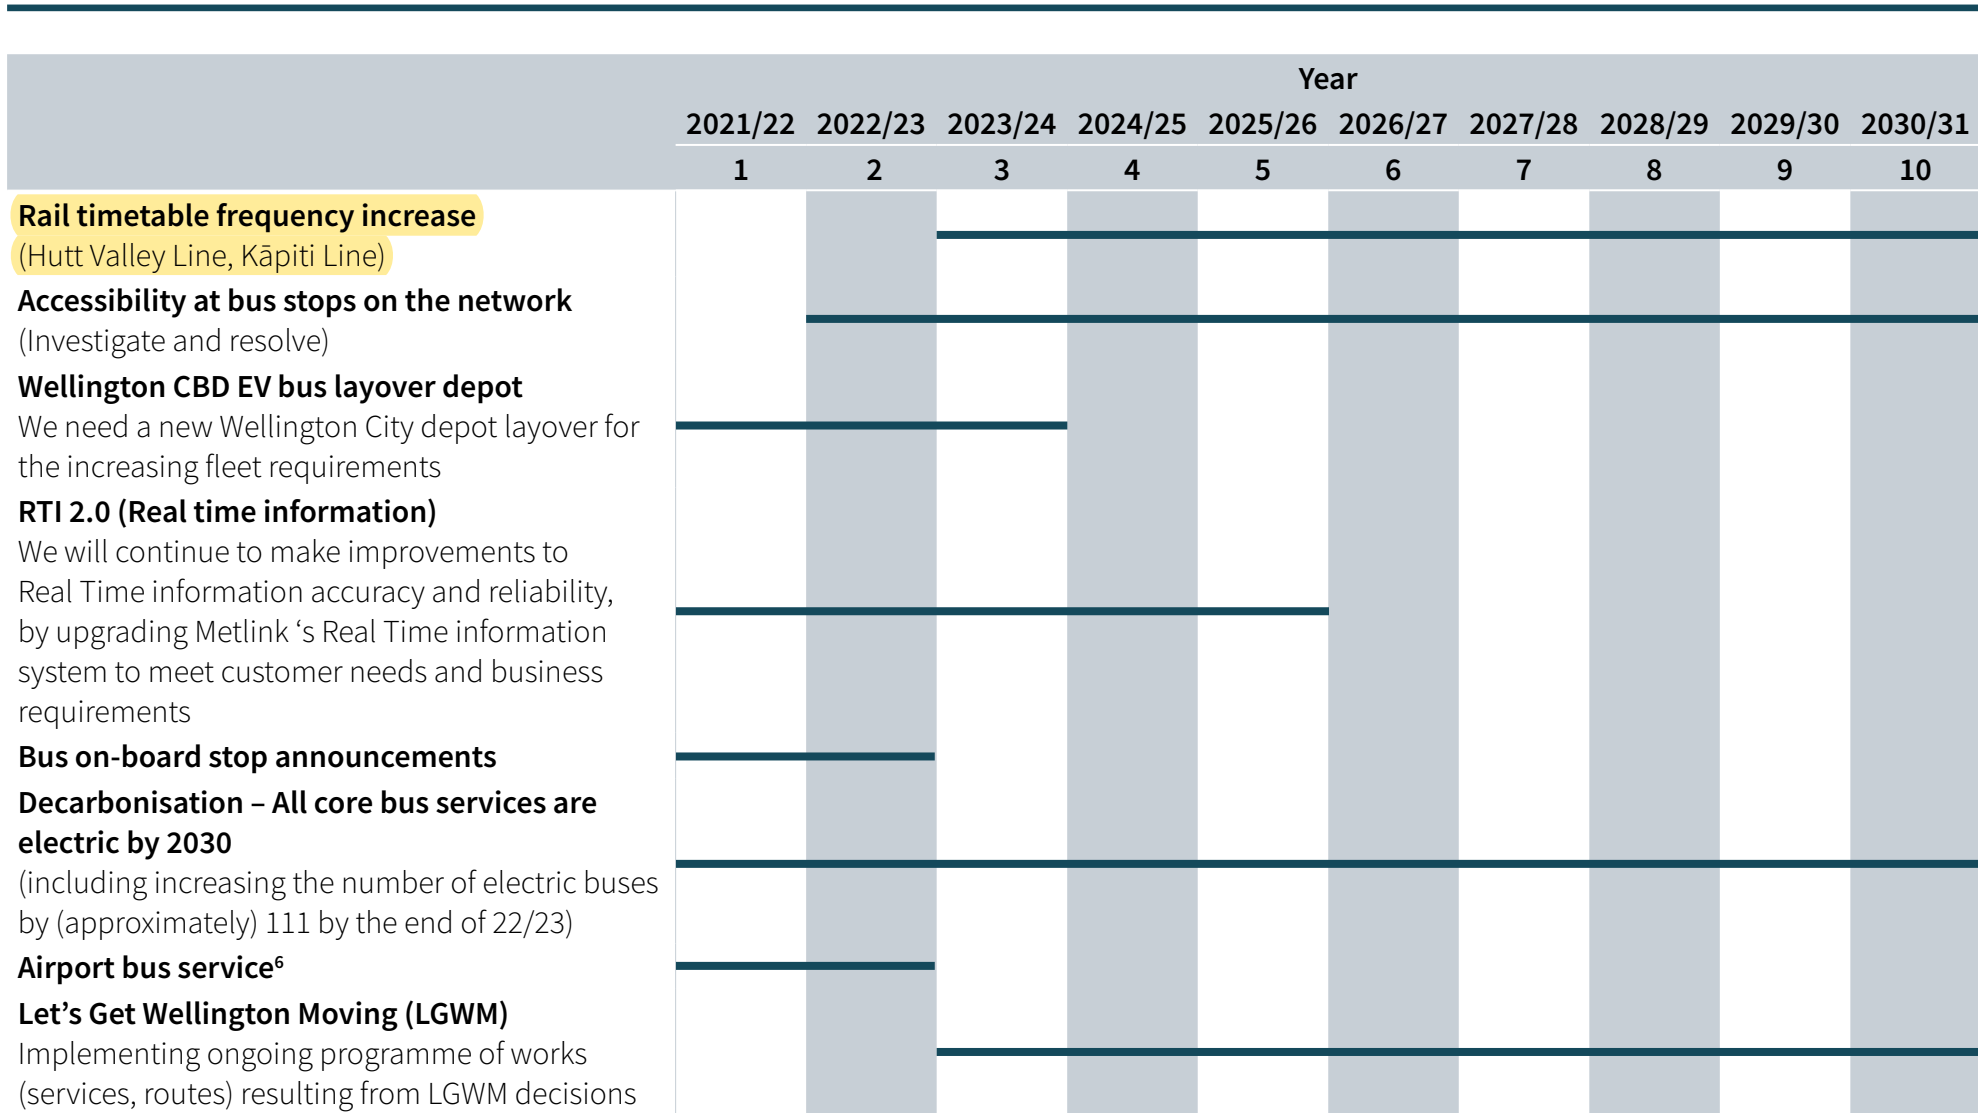 Year
2021/22 2022/23 2023/24 2024/25 2025/26 2026/27 2027/28 2028/29 2029/30 2030/31
1 2 3 4 5 6 7 8 9 10
Rail timetable frequency increase
(Hutt Valley Line, Kāpiti Line)
Accessibility at bus stops on the network
(Investigate and resolve)
Wellington CBD EV bus layover depot
We need a new Wellington City depot layover for
the increasing fleet requirements
RTI 2.0 (Real time information)
We will continue to make improvements to
Real Time information accuracy and reliability,
by upgrading Metlink ‘s Real Time information
system to meet customer needs and business
requirements
Bus on-board stop announcements
Decarbonisation – All core bus services are
electric by 2030
(including increasing the number of electric buses
by (approximately) 111 by the end of 22/23)
Airport bus service⁶
Let’s Get Wellington Moving (LGWM)
Implementing ongoing programme of works
(services, routes) resulting from LGWM decisions